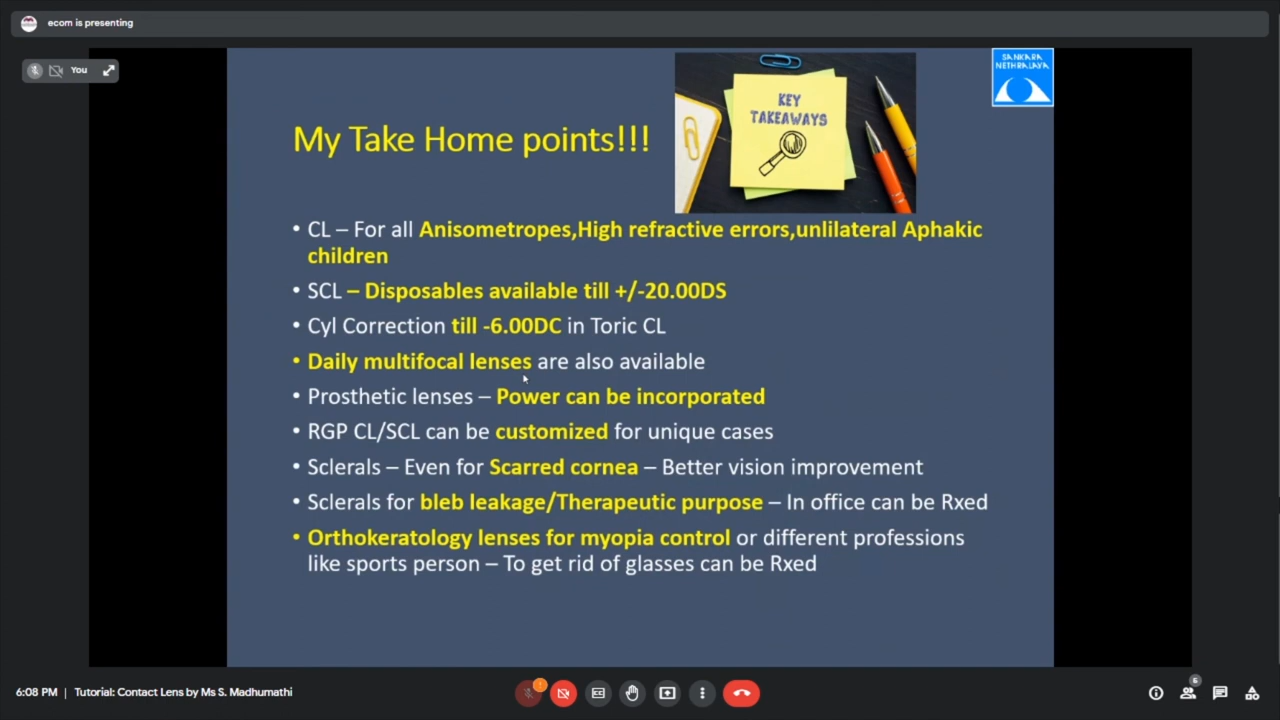 ecom is presenting
You
SANKARA
NETHRALAYA
KEY
TAKEAWAYS
My Take Home points!!!
• CL – For all Anisometropes,High refractive errors,unlilateral Aphakic
children
• SCL – Disposables available till +/-20.00DS
• Cyl Correction till -6.00DC in Toric CL
• Daily multifocal lenses are also available
• Prosthetic lenses – Power can be incorporated
• RGP CL/SCL can be customized for unique cases
• Sclerals – Even for Scarred cornea – Better vision improvement
• Sclerals for bleb leakage/Therapeutic purpose – In office can be Rxed
• Orthokeratology lenses for myopia control or different professions
like sports person – To get rid of glasses can be Rxed
6:08 PM | Tutorial: Contact Lens by Ms S. Madhumathi
6